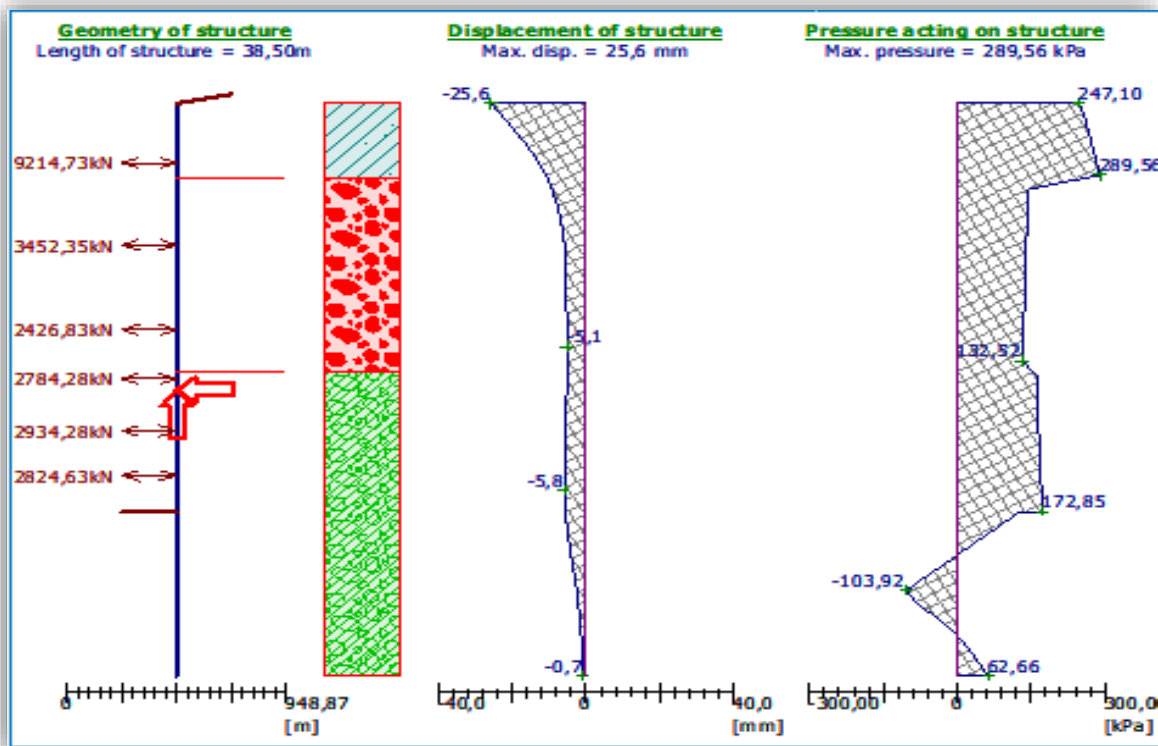 Geometry of structure
Length of structure = 38,50m
Displacement of structure
Max. disp. = 25,6 mm
Pressure acting on structure
Max. pressure = 289,56 kPa
9214,73kN
3452,35kN
2426,83kN
2784,28kN
2934,28kN
2824,63kN
0
948,87
[m]
-25,6
-5,1
-5,8
-0,7
-40,0
0
40,0
[mm]
247,10
289,56
132,52
172,85
-103,92
62,66
-300,00
0
300,00
[kPa]